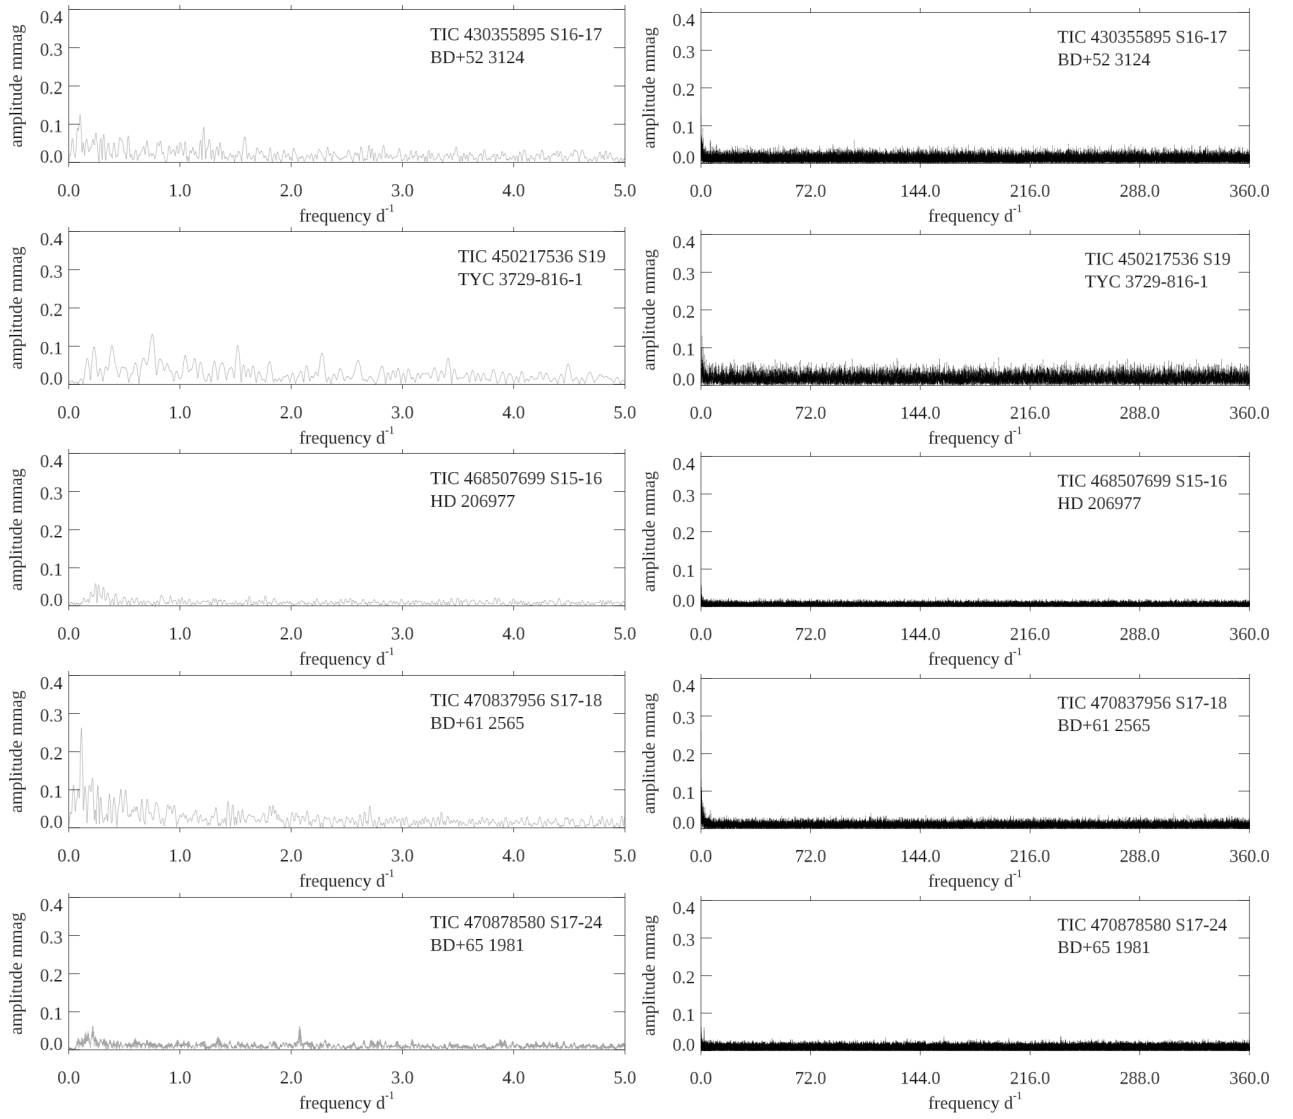 amplitude mmag
0.4
0.3
0.2
0.1
0.0
TIC 430355895 S16-17
BD+52 3124
0.0 1.0 2.0 3.0 4.0 5.0
frequency d-1
amplitude mmag
0.4
0.3
0.2
0.1
0.0
TIC 430355895 S16-17
BD+52 3124
0.0 72.0 144.0 216.0 288.0 360.0
frequency d-1
amplitude mmag
0.4
0.3
0.2
0.1
0.0
TIC 450217536 S19
TYC 3729-816-1
0.0 1.0 2.0 3.0 4.0 5.0
frequency d-1
amplitude mmag
0.4
0.3
0.2
0.1
0.0
TIC 450217536 S19
TYC 3729-816-1
0.0 72.0 144.0 216.0 288.0 360.0
frequency d-1
amplitude mmag
0.4
0.3
0.2
0.1
0.0
TIC 468507699 S15-16
HD 206977
0.0 1.0 2.0 3.0 4.0 5.0
frequency d-1
amplitude mmag
0.4
0.3
0.2
0.1
0.0
TIC 468507699 S15-16
HD 206977
0.0 72.0 144.0 216.0 288.0 360.0
frequency d-1
amplitude mmag
0.4
0.3
0.2
0.1
0.0
TIC 470837956 S17-18
BD+61 2565
0.0 1.0 2.0 3.0 4.0 5.0
frequency d-1
amplitude mmag
0.4
0.3
0.2
0.1
0.0
TIC 470837956 S17-18
BD+61 2565
0.0 72.0 144.0 216.0 288.0 360.0
frequency d-1
amplitude mmag
0.4
0.3
0.2
0.1
0.0
TIC 470878580 S17-24
BD+65 1981
0.0 1.0 2.0 3.0 4.0 5.0
frequency d-1
amplitude mmag
0.4
0.3
0.2
0.1
0.0
TIC 470878580 S17-24
BD+65 1981
0.0 72.0 144.0 216.0 288.0 360.0
frequency d-1